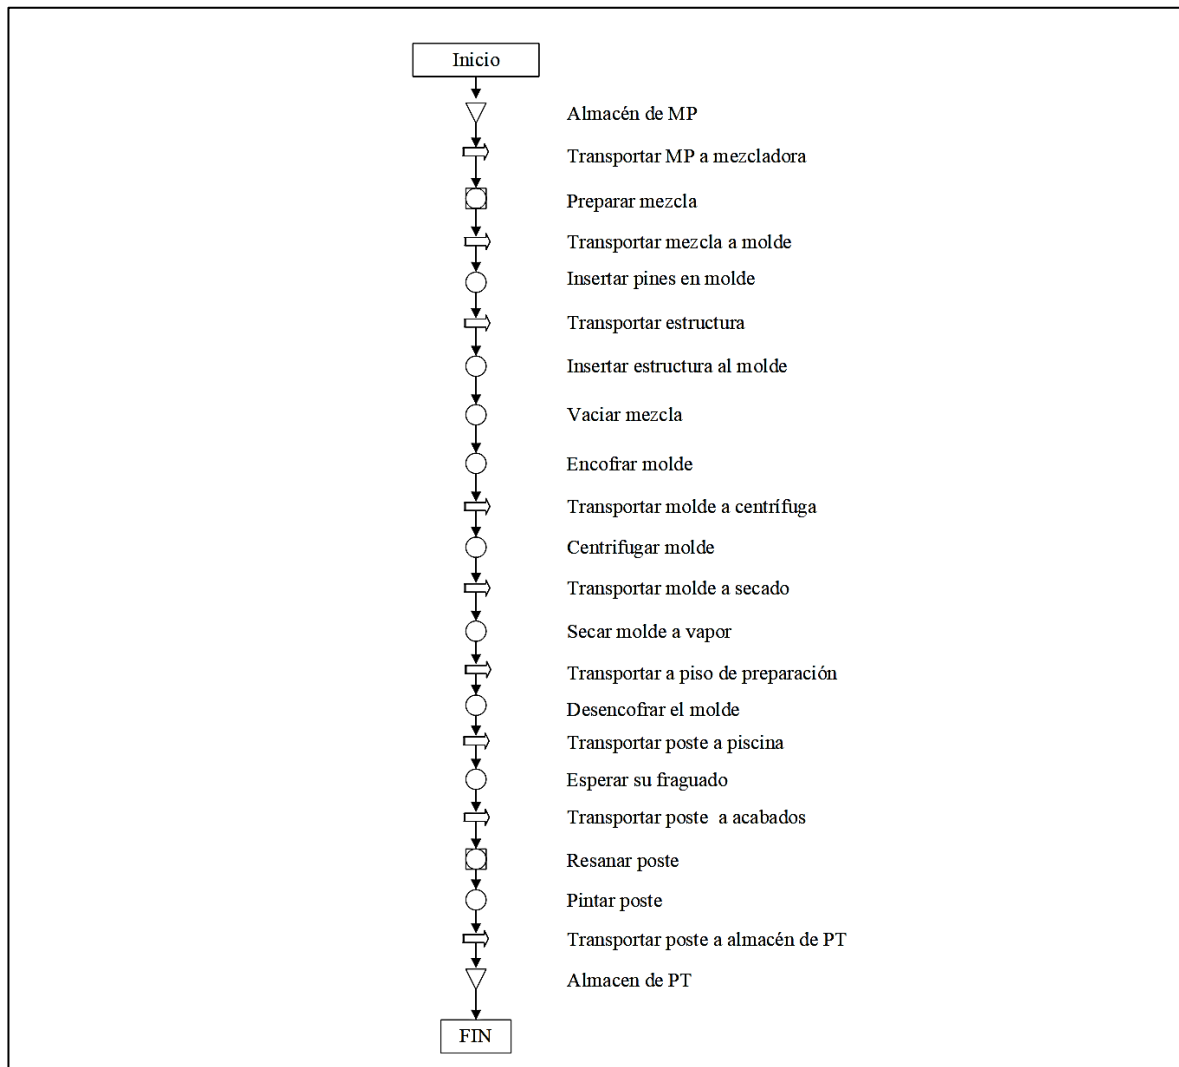 Inicio
Almacén de MP
Transportar MP a mezcladora
Preparar mezcla
Transportar mezcla a molde
Insertar pines en molde
Transportar estructura
Insertar estructura al molde
Vaciar mezcla
Encofrar molde
Transportar molde a centrífuga
Centrifugar molde
Transportar molde a secado
Secar molde a vapor
Transportar a piso de preparación
Desencofrar el molde
Transportar poste a piscina
Esperar su fraguado
Transportar poste a acabados
Resanar poste
Pintar poste
Transportar poste a almacén de PT
Almacen de PT
FIN